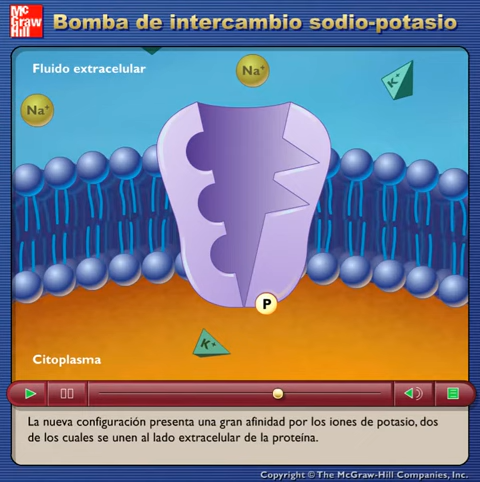 Mc
Graw
Hill
Bomba de intercambio sodio-potasio
Fluido extracelular
Na+
K+
Na+
P
K+
Citoplasma
La nueva configuración presenta una gran afinidad por los iones de potasio, dos
de los cuales se unen al lado extracelular de la proteína.
Copyright © The McGraw-Hill Companies, Inc.